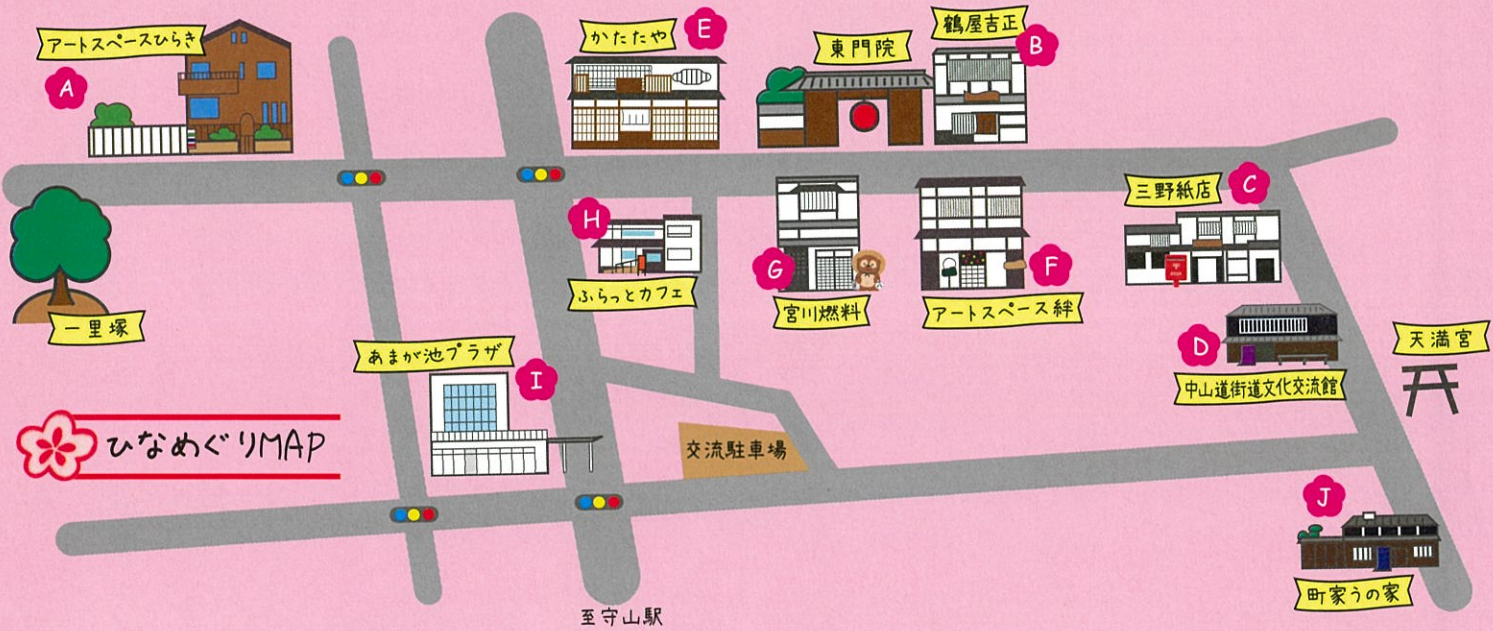 アートスペースひらき
A
かたたや
E
東門院
鶴屋吉正
B
三野紙店
C
H
ふらっとカフェ
G
宮川燃料
F
アートスペース絆
一里塚
あまが池プラザ
I
D
中山道街道文化交流館
天満宮
ひなめぐりMAP
交流駐車場
J
町家うの家
至守山駅